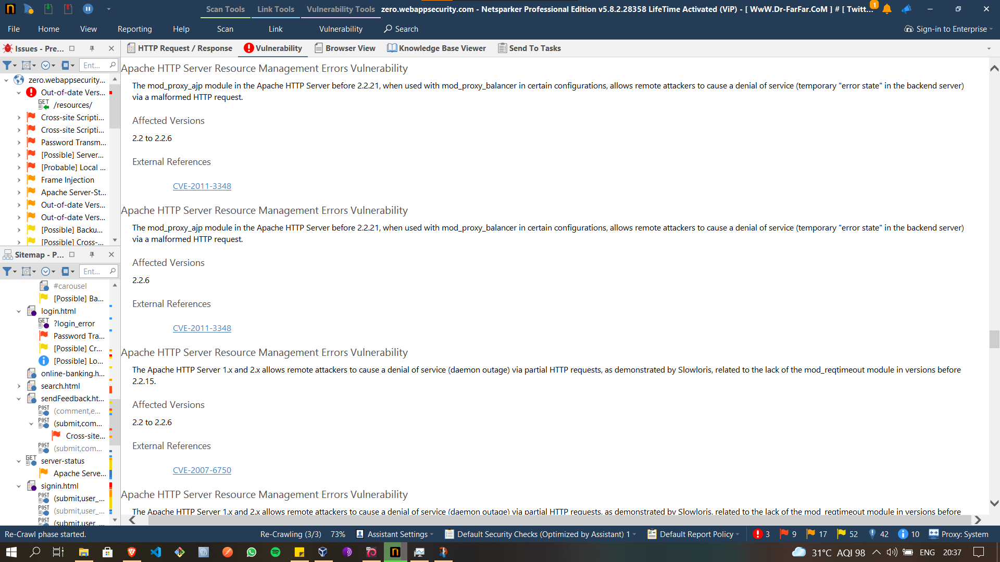 Scan Tools Link Tools Vulnerability Tools zero.webappsecurity.com - Netsparker Professional Edition v5.8.2.28358 LifeTime Activated (ViP) - [ WwW.Dr-FarFar.CoM ] # [ Twitt... 1
File Home View Reporting Help Scan Link Vulnerability Search Sign-in to Enterprise
Issues - Pre...
Ent...
zero.webappsecurity...
Out-of-date Vers...
GET /resources/
Cross-site Scripti...
Cross-site Scripti...
Password Transm...
[Possible] Server...
[Probable] Local ...
Frame Injection
Apache Server-St...
Out-of-date Vers...
Out-of-date Vers...
[Possible] Backu...
[Possible] Cross-...
Sitemap - P...
Ent...
#carousel
[Possible] Ba...
login.html
GET ?login_error
Password Tra...
[Possible] Cr...
[Possible] Lo...
online-banking.h...
search.html
sendFeedback.ht...
POST (comment,e...
POST (submit,com...
Cross-site...
POST (submit,com...
GET server-status
Apache Serve...
signin.html
POST (submit,user_...
POST (submit,user_...
POST (submit,user_...
HTTP Request / Response Vulnerability Browser View Knowledge Base Viewer Send To Tasks
Apache HTTP Server Resource Management Errors Vulnerability
The mod_proxy_ajp module in the Apache HTTP Server before 2.2.21, when used with mod_proxy_balancer in certain configurations, allows remote attackers to cause a denial of service (temporary "error state" in the backend server)
via a malformed HTTP request.
Affected Versions
2.2 to 2.2.6
External References
CVE-2011-3348
Apache HTTP Server Resource Management Errors Vulnerability
The mod_proxy_ajp module in the Apache HTTP Server before 2.2.21, when used with mod_proxy_balancer in certain configurations, allows remote attackers to cause a denial of service (temporary "error state" in the backend server)
via a malformed HTTP request.
Affected Versions
2.2.6
External References
CVE-2011-3348
Apache HTTP Server Resource Management Errors Vulnerability
The Apache HTTP Server 1.x and 2.x allows remote attackers to cause a denial of service (daemon outage) via partial HTTP requests, as demonstrated by Slowloris, related to the lack of the mod_reqtimeout module in versions before
2.2.15.
Affected Versions
2.2 to 2.2.6
External References
CVE-2007-6750
Apache HTTP Server Resource Management Errors Vulnerability
The Apache HTTP Server 1.x and 2.x allows remote attackers to cause a denial of service (daemon outage) via partial HTTP requests, as demonstrated by Slowloris, related to the lack of the mod_reqtimeout module in versions before
Re-Crawl phase started. Re-Crawling (3/3) 73% Assistant Settings Default Security Checks (Optimized by Assistant) 1 Default Report Policy 3 9 17 52 42 10 Proxy: System
31°C AQI 98 ENG 20:37